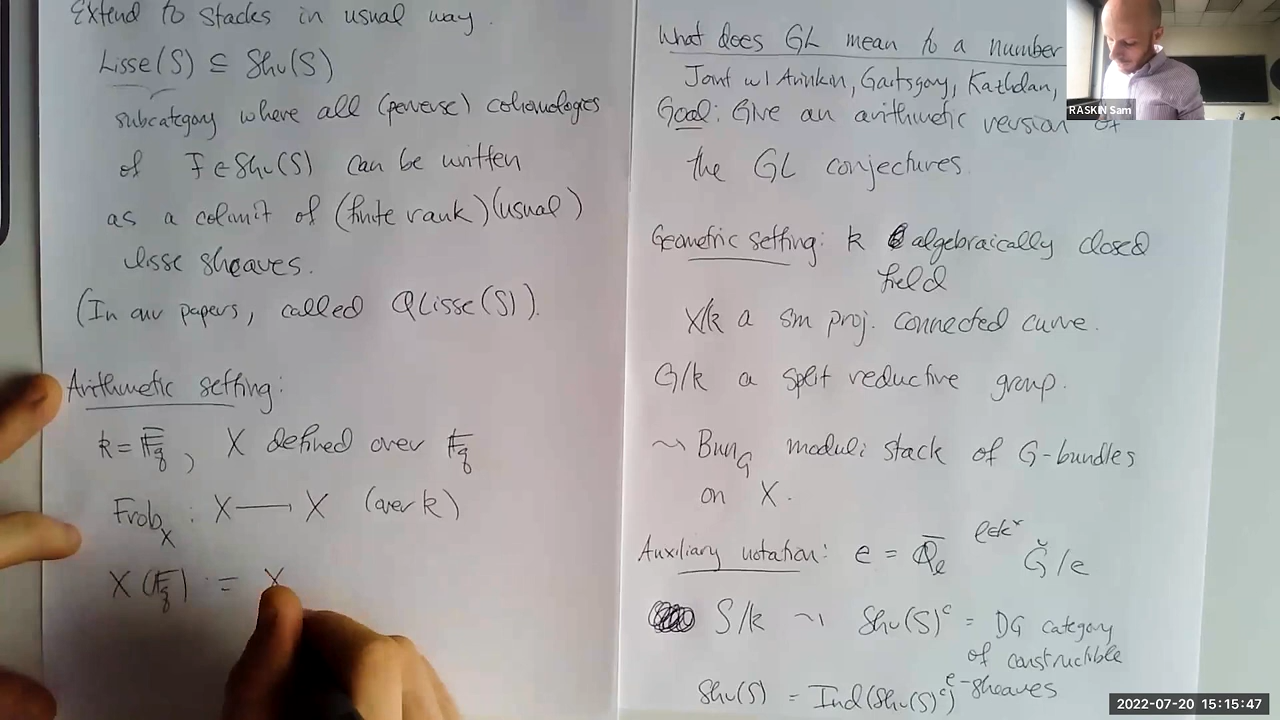 Extend to stacks in usual way.
Lisse(S) ⊆ Shv(S)
subcategory where all (perverse) cohomologies
of F ∈ Shv(S) can be written
as a colimit of (finite rank)(usual)
lisse sheaves.
(In our papers, called QLisse(S)).
Arithmetic setting:
k = F̄_q, X defined over F_q
Frob_X : X → X (over k)
X(F_q) := X
What does GL mean to a number
Joint w/ Arinkin, Gaitsgory, Kazhdan,
Goal: Give an arithmetic version of
the GL conjectures.
Geometric setting: k algebraically closed
field
X/k a sm proj. connected curve.
G/k a split reductive group.
⇝ Bun_G moduli stack of G-bundles
on X.
Auxiliary notation: e = Q̄_ℓ ℓ∈k^× Ǧ/e
S/k ⇝ Shv(S)^c = DG category
of constructible
Shv(S) = Ind(Shv(S)^c) e-sheaves
RASKIN Sam
2022-07-20 15:15:47